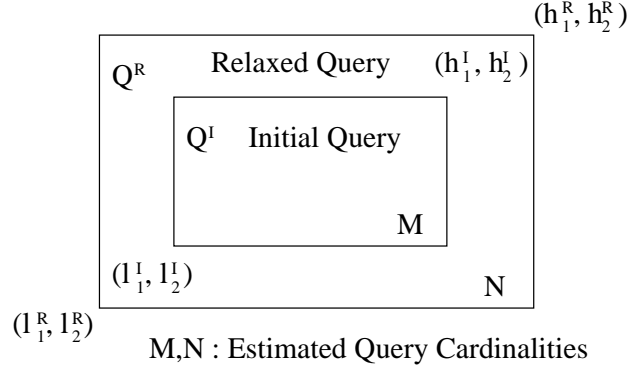 (h₁ᴿ, h₂ᴿ)
Qᴿ Relaxed Query (h₁ᴵ, h₂ᴵ)
Qᴵ Initial Query
M
(l₁ᴵ, l₂ᴵ)
N
(l₁ᴿ, l₂ᴿ)
M,N : Estimated Query Cardinalities